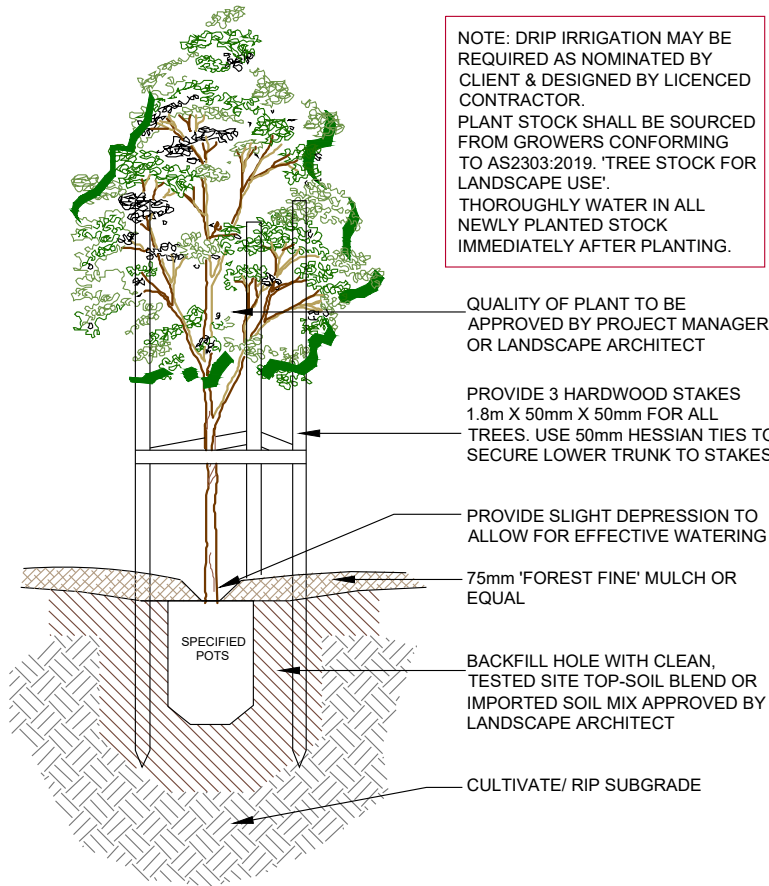 NOTE: DRIP IRRIGATION MAY BE
REQUIRED AS NOMINATED BY
CLIENT & DESIGNED BY LICENCED
CONTRACTOR.
PLANT STOCK SHALL BE SOURCED
FROM GROWERS CONFORMING
TO AS2303:2019. 'TREE STOCK FOR
LANDSCAPE USE'.
THOROUGHLY WATER IN ALL
NEWLY PLANTED STOCK
IMMEDIATELY AFTER PLANTING.
QUALITY OF PLANT TO BE
APPROVED BY PROJECT MANAGER
OR LANDSCAPE ARCHITECT
PROVIDE 3 HARDWOOD STAKES
1.8m X 50mm X 50mm FOR ALL
TREES. USE 50mm HESSIAN TIES TO
SECURE LOWER TRUNK TO STAKES
PROVIDE SLIGHT DEPRESSION TO
ALLOW FOR EFFECTIVE WATERING
75mm 'FOREST FINE' MULCH OR
EQUAL
SPECIFIED
POTS
BACKFILL HOLE WITH CLEAN,
TESTED SITE TOP-SOIL BLEND OR
IMPORTED SOIL MIX APPROVED BY
LANDSCAPE ARCHITECT
CULTIVATE/ RIP SUBGRADE